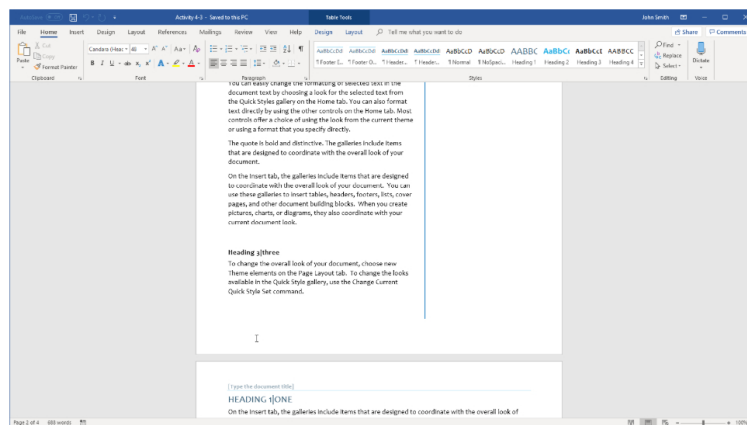 Activity 4-3 - Saved to this PC
Table Tools
John Smith
File Home Insert Design Layout References Mailings Review View Help Design Layout Tell me what you want to do
Share Comments
Paste
Cut
Copy
Format Painter
Candara (Heac 48
AaBbCcDd AaBbCcDd AaBbCcDd AaBbCcDd AaBbCcD AaBbCcD AABBC AaBbCc AaBbCct AABBCC
¶ Footer E... ¶ Footer O... ¶ Header... ¶ Header... ¶ Normal ¶ NoSpaci... Heading 1 Heading 2 Heading 3 Heading 4
Find
Replace
Select
Dictate
Clipboard Font Paragraph Styles Editing Voice
You can easily change the formatting of selected text in the
document text by choosing a look for the selected text from
the Quick Styles gallery on the Home tab. You can also format
text directly by using the other controls on the Home tab. Most
controls offer a choice of using the look from the current theme
or using a format that you specify directly.
The quote is bold and distinctive. The galleries include items
that are designed to coordinate with the overall look of your
document.
On the Insert tab, the galleries include items that are designed
to coordinate with the overall look of your document. You can
use these galleries to insert tables, headers, footers, lists, cover
pages, and other document building blocks. When you create
pictures, charts, or diagrams, they also coordinate with your
current document look.
Heading 3|three
To change the overall look of your document, choose new
Theme elements on the Page Layout tab. To change the looks
available in the Quick Style gallery, use the Change Current
Quick Style Set command.
[Type the document title]
HEADING 1|ONE
On the Insert tab, the galleries include items that are designed to coordinate with the overall look of
Page 2 of 4 693 words
100%